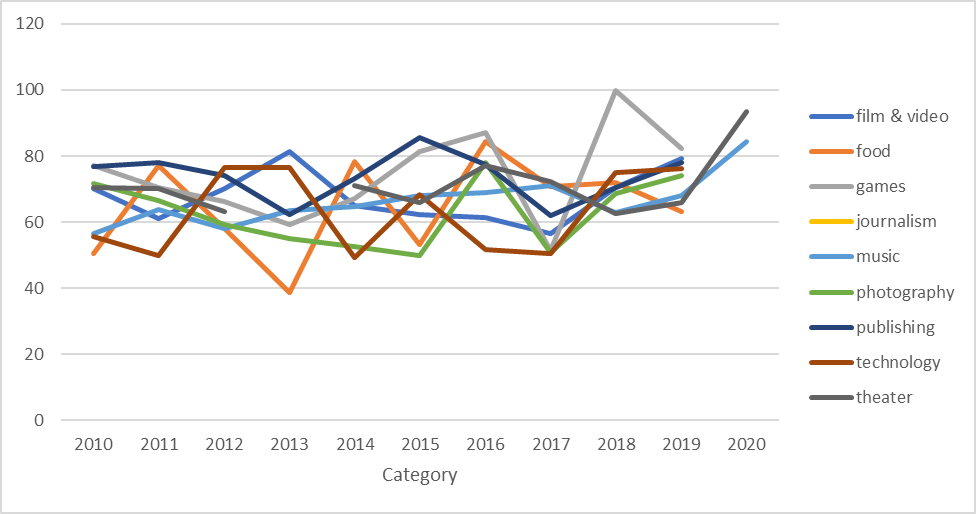 120
100
80
60
40
20
0
2010 2011 2012 2013 2014 2015 2016 2017 2018 2019 2020
Category
film & video
food
games
journalism
music
photography
publishing
technology
theater